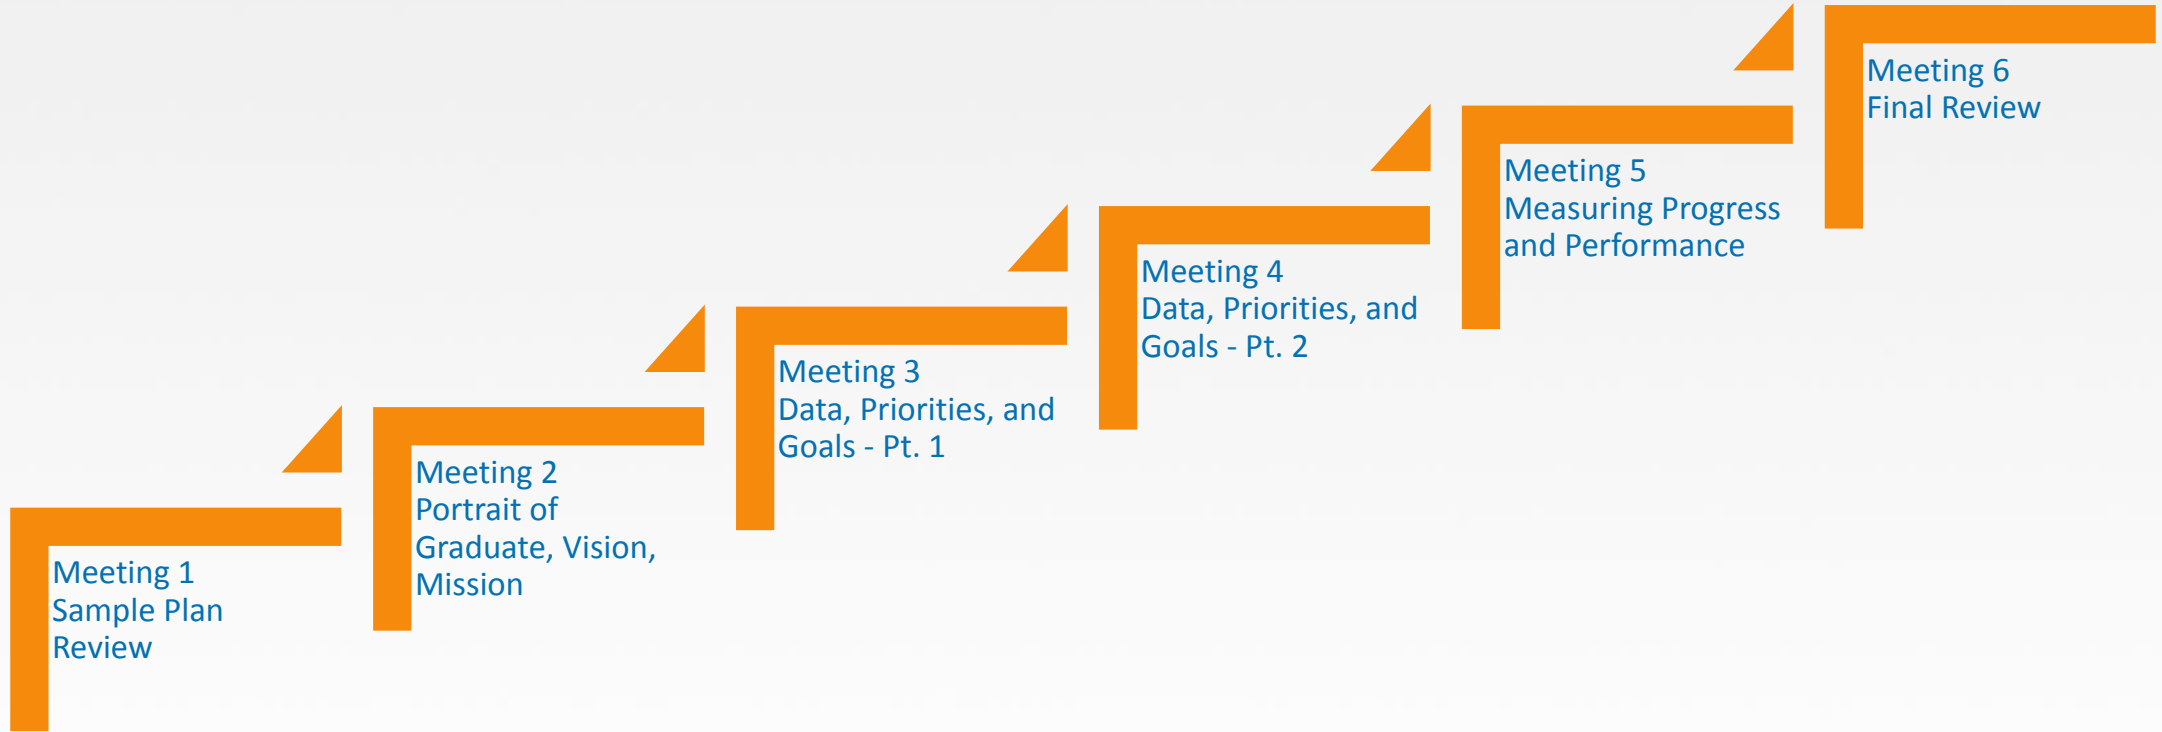 Meeting 1
Sample Plan
Review
Meeting 2
Portrait of
Graduate, Vision,
Mission
Meeting 3
Data, Priorities, and
Goals - Pt. 1
Meeting 4
Data, Priorities, and
Goals - Pt. 2
Meeting 5
Measuring Progress
and Performance
Meeting 6
Final Review